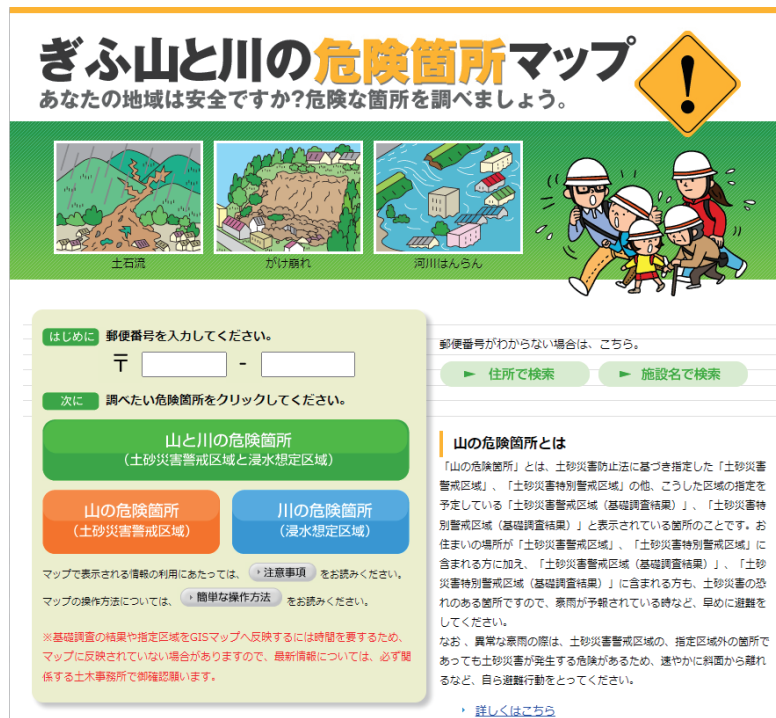 ぎふ山と川の危険箇所マップ
あなたの地域は安全ですか?危険な箇所を調べましょう。
土石流
がけ崩れ
河川はんらん
はじめに 郵便番号を入力してください。
〒 -
次に 調べたい危険箇所をクリックしてください。
山と川の危険箇所
(土砂災害警戒区域と浸水想定区域)
山の危険箇所
(土砂災害警戒区域)
川の危険箇所
(浸水想定区域)
マップで表示される情報の利用にあたっては、 注意事項 をお読みください。
マップの操作方法については、 簡単な操作方法 をお読みください。
※基礎調査の結果や指定区域をGISマップへ反映するには時間を要するため、
マップに反映されていない場合がありますので、最新情報については、必ず関
係する土木事務所で御確認願います。
郵便番号がわからない場合は、こちら。
► 住所で検索
► 施設名で検索
山の危険箇所とは
「山の危険箇所」とは、土砂災害防止法に基づき指定した「土砂災害
警戒区域」、「土砂災害特別警戒区域」の他、こうした区域の指定を
予定している「土砂災害警戒区域（基礎調査結果）」、「土砂災害特
別警戒区域（基礎調査結果）」と表示されている箇所のことです。お
住まいの場所が「土砂災害警戒区域」、「土砂災害特別警戒区域」に
含まれる方に加え、「土砂災害警戒区域（基礎調査結果）」、「土砂
災害特別警戒区域（基礎調査結果）」に含まれる方も、土砂災害の恐
れのある箇所ですので、豪雨が予報されている時など、早めに避難を
してください。
なお 、異常な豪雨の際は、土砂災害警戒区域の、指定区域外の箇所で
あっても土砂災害が発生する危険があるため、速やかに斜面から離れ
るなど、自ら避難行動をとってください。
詳しくはこちら